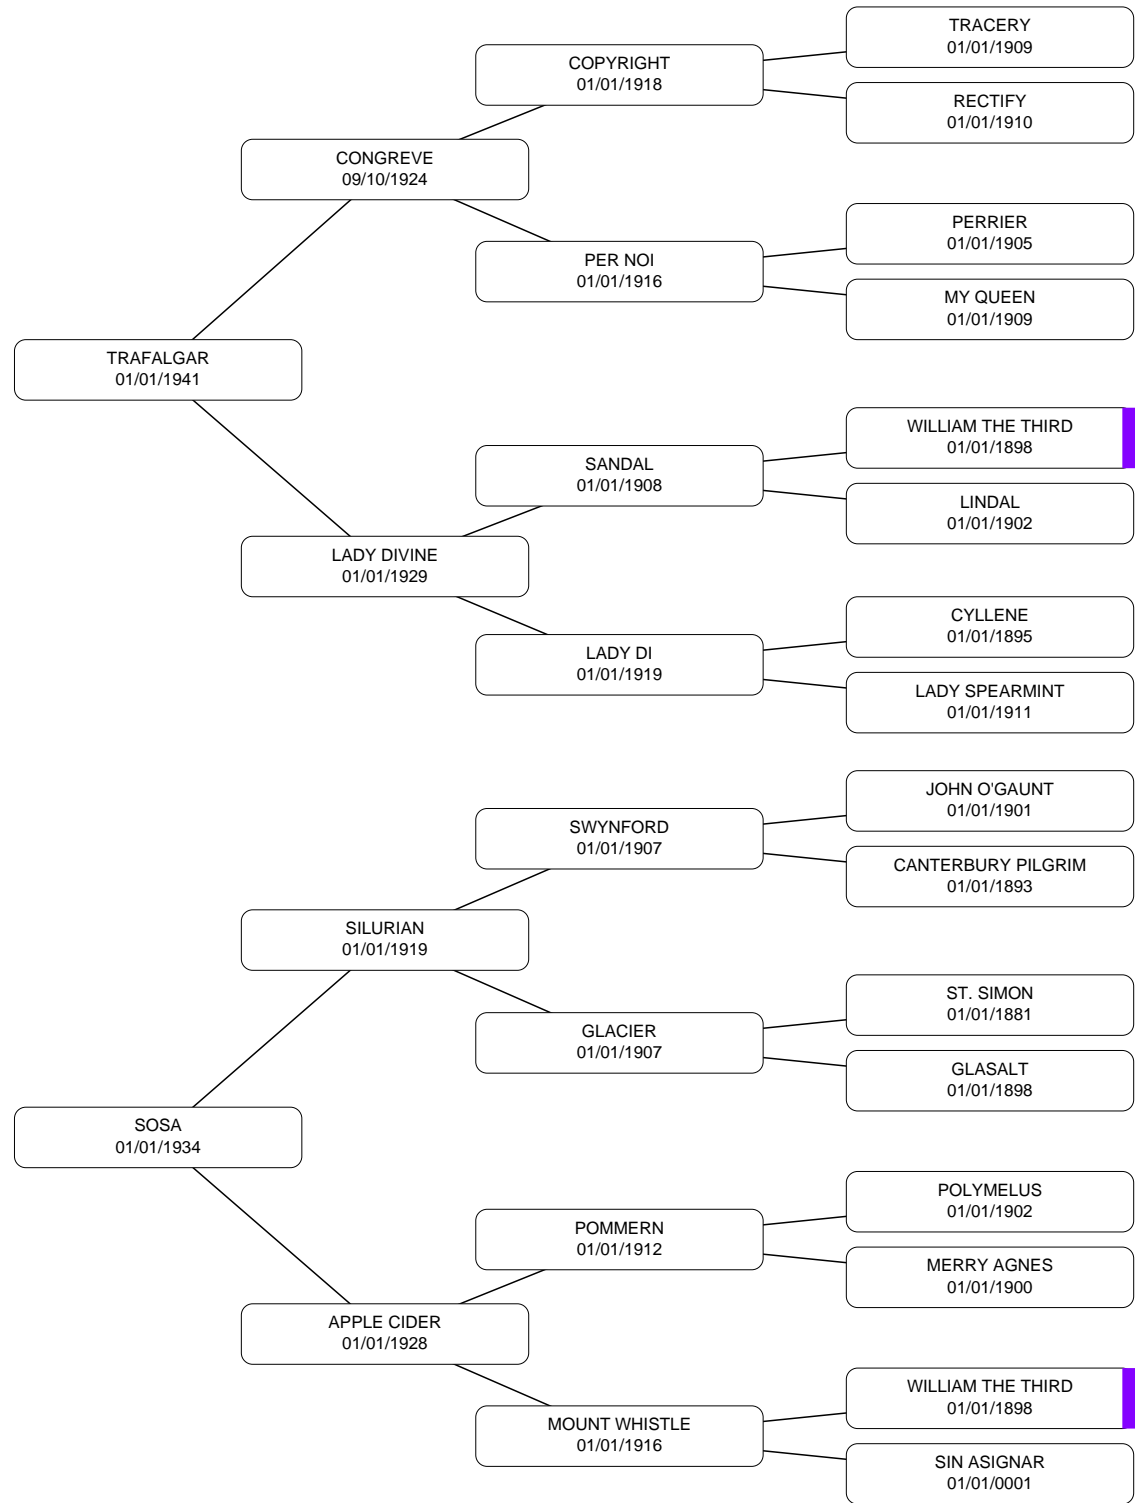 TRACERY
01/01/1909
COPYRIGHT
01/01/1918
RECTIFY
01/01/1910
CONGREVE
09/10/1924
PERRIER
01/01/1905
PER NOI
01/01/1916
MY QUEEN
01/01/1909
TRAFALGAR
01/01/1941
WILLIAM THE THIRD
01/01/1898
SANDAL
01/01/1908
LINDAL
01/01/1902
LADY DIVINE
01/01/1929
CYLLENE
01/01/1895
LADY DI
01/01/1919
LADY SPEARMINT
01/01/1911
JOHN O'GAUNT
01/01/1901
SWYNFORD
01/01/1907
CANTERBURY PILGRIM
01/01/1893
SILURIAN
01/01/1919
ST. SIMON
01/01/1881
GLACIER
01/01/1907
GLASALT
01/01/1898
SOSA
01/01/1934
POLYMELUS
01/01/1902
POMMERN
01/01/1912
MERRY AGNES
01/01/1900
APPLE CIDER
01/01/1928
WILLIAM THE THIRD
01/01/1898
MOUNT WHISTLE
01/01/1916
SIN ASIGNAR
01/01/0001